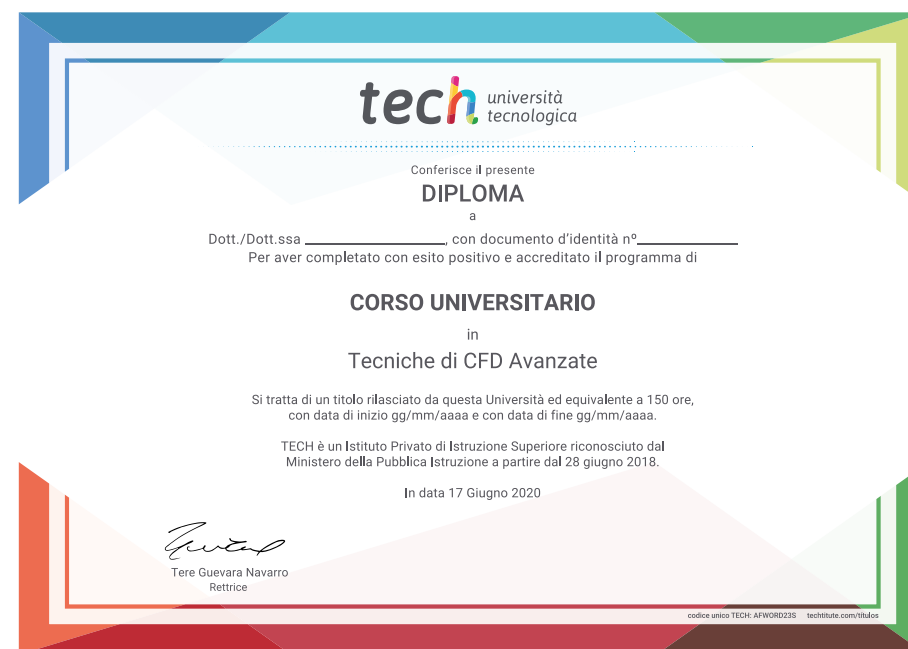 tech università
tecnologica
Conferisce il presente
DIPLOMA
a
Dott./Dott.ssa ____________________, con documento d'identità nº______________
Per aver completato con esito positivo e accreditato il programma di
CORSO UNIVERSITARIO
in
Tecniche di CFD Avanzate
Si tratta di un titolo rilasciato da questa Università ed equivalente a 150 ore,
con data di inizio gg/mm/aaaa e con data di fine gg/mm/aaaa.
TECH è un Istituto Privato di Istruzione Superiore riconosciuto dal
Ministero della Pubblica Istruzione a partire dal 28 giugno 2018.
In data 17 Giugno 2020
Tere Guevara Navarro
Rettrice
codice unico TECH: AFWORD23S techtitute.com/titulos